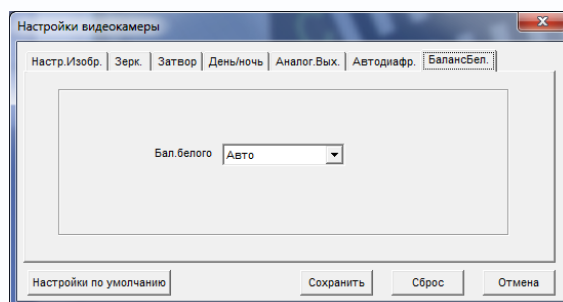 Настройки видеокамеры
Настр.Изобр. Зерк. Затвор День/ночь Аналог.Вых. Автодиафр. БалансБел.
Бал.белого Авто
Настройки по умолчанию Сохранить Сброс Отмена